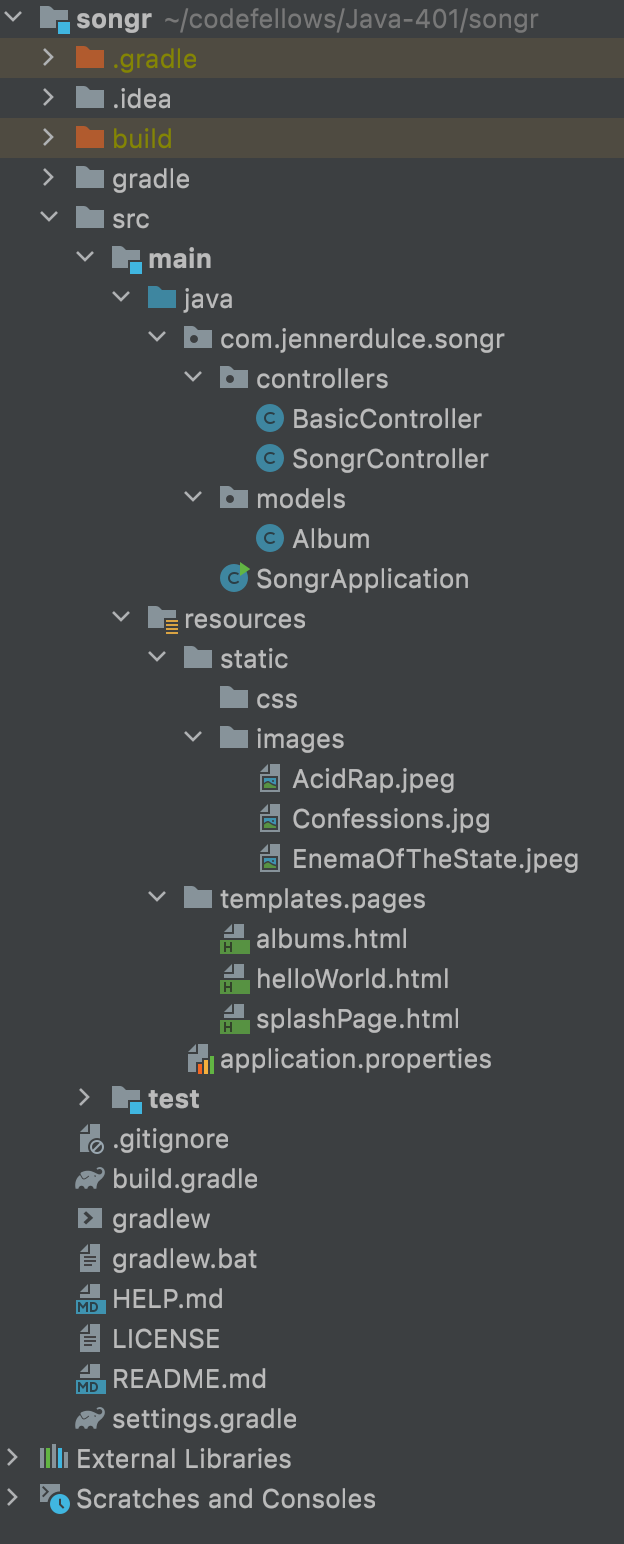 songr ~/codefellows/Java-401/songr
.gradle
.idea
build
gradle
src
main
java
com.jennerdulce.songr
controllers
C BasicController
C SongrController
models
C Album
C SongrApplication
resources
static
css
images
AcidRap.jpeg
Confessions.jpg
EnemaOfTheState.jpeg
templates.pages
H albums.html
H helloWorld.html
H splashPage.html
application.properties
test
.gitignore
build.gradle
gradlew
gradlew.bat
MD HELP.md
LICENSE
MD README.md
settings.gradle
External Libraries
Scratches and Consoles